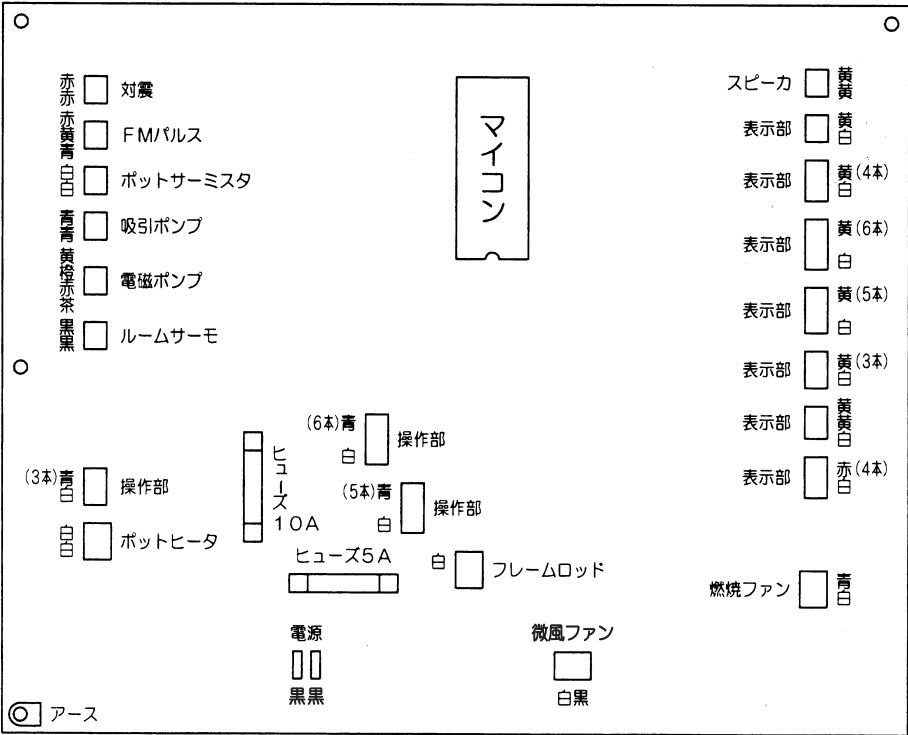 赤赤 対震
赤黄青 FMパルス
白白 ポットサーミスタ
青青 吸引ポンプ
黄橙赤茶 電磁ポンプ
黒黒 ルームサーモ
マイコン
スピーカ 黄黄
表示部 黄白
表示部 黄(4本)白
表示部 黄(6本)白
表示部 黄(5本)白
表示部 黄(3本)白
表示部 黄黄白
表示部 赤(4本)白
(3本)青白 操作部
白白 ポットヒータ
ヒューズ10A
(6本)青白 操作部
(5本)青白 操作部
ヒューズ5A
白 フレームロッド
燃焼ファン 青白
電源
黒黒
微風ファン
白黒
アース